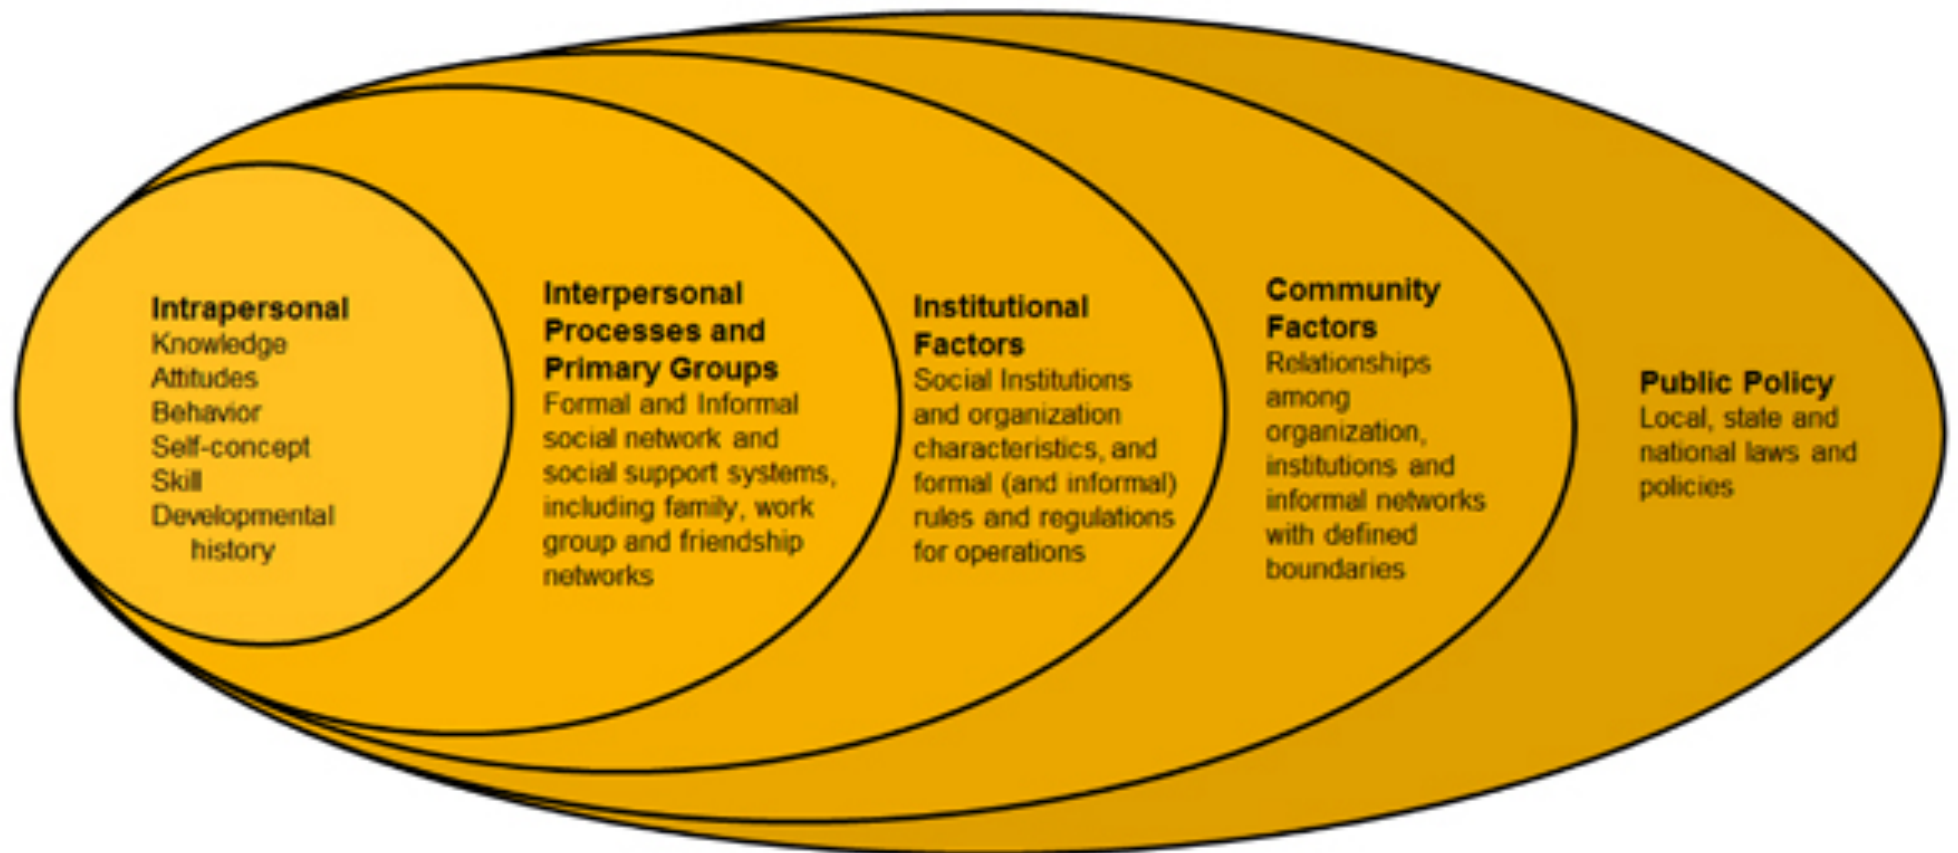 Intrapersonal
Knowledge
Attitudes
Behavior
Self-concept
Skill
Developmental
history
Interpersonal
Processes and
Primary Groups
Formal and Informal
social network and
social support systems,
including family, work
group and friendship
networks
Institutional
Factors
Social Institutions
and organization
characteristics, and
formal (and informal)
rules and regulations
for operations
Community
Factors
Relationships
among
organization,
institutions and
informal networks
with defined
boundaries
Public Policy
Local, state and
national laws and
policies